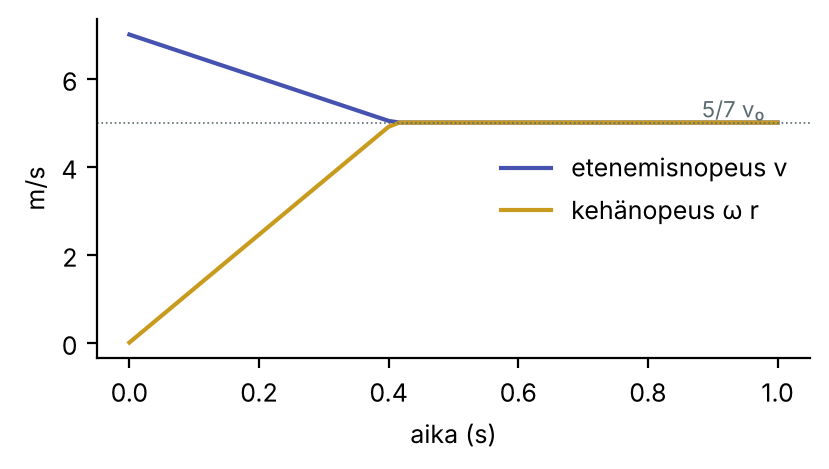 6
4
2
0
m/s
5/7 vₒ
etenemisnopeus v
kehänopeus ω r
0.0 0.2 0.4 0.6 0.8 1.0
aika (s)